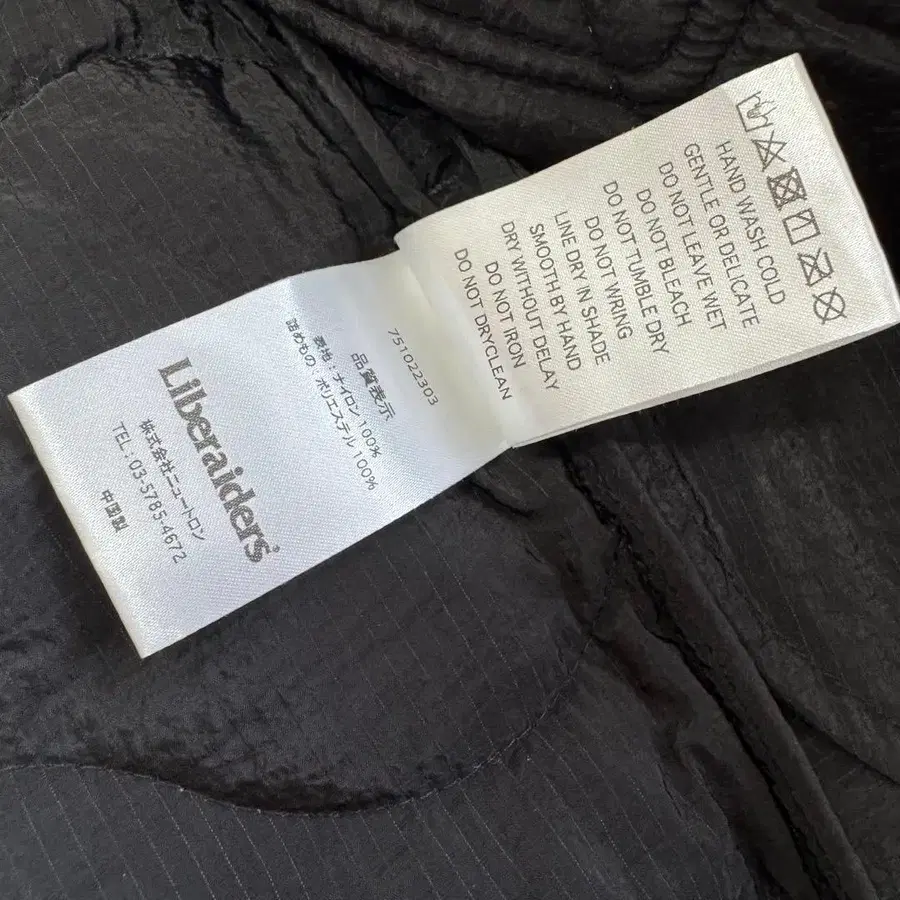 HAND WASH COLD
GENTLE OR DELICATE
DO NOT LEAVE WET
DO NOT BLEACH
DO NOT TUMBLE DRY
DO NOT WRING
LINE DRY IN SHADE
SMOOTH BY HAND
DRY WITHOUT DELAY
DO NOT IRON
DO NOT DRYCLEAN
751022303
品質表示
表地:ナイロン 100%
詰めもの:ポリエステル 100%
Liberaiders®
株式会社ニュートロン
TEL:03-5785-4672
中国製